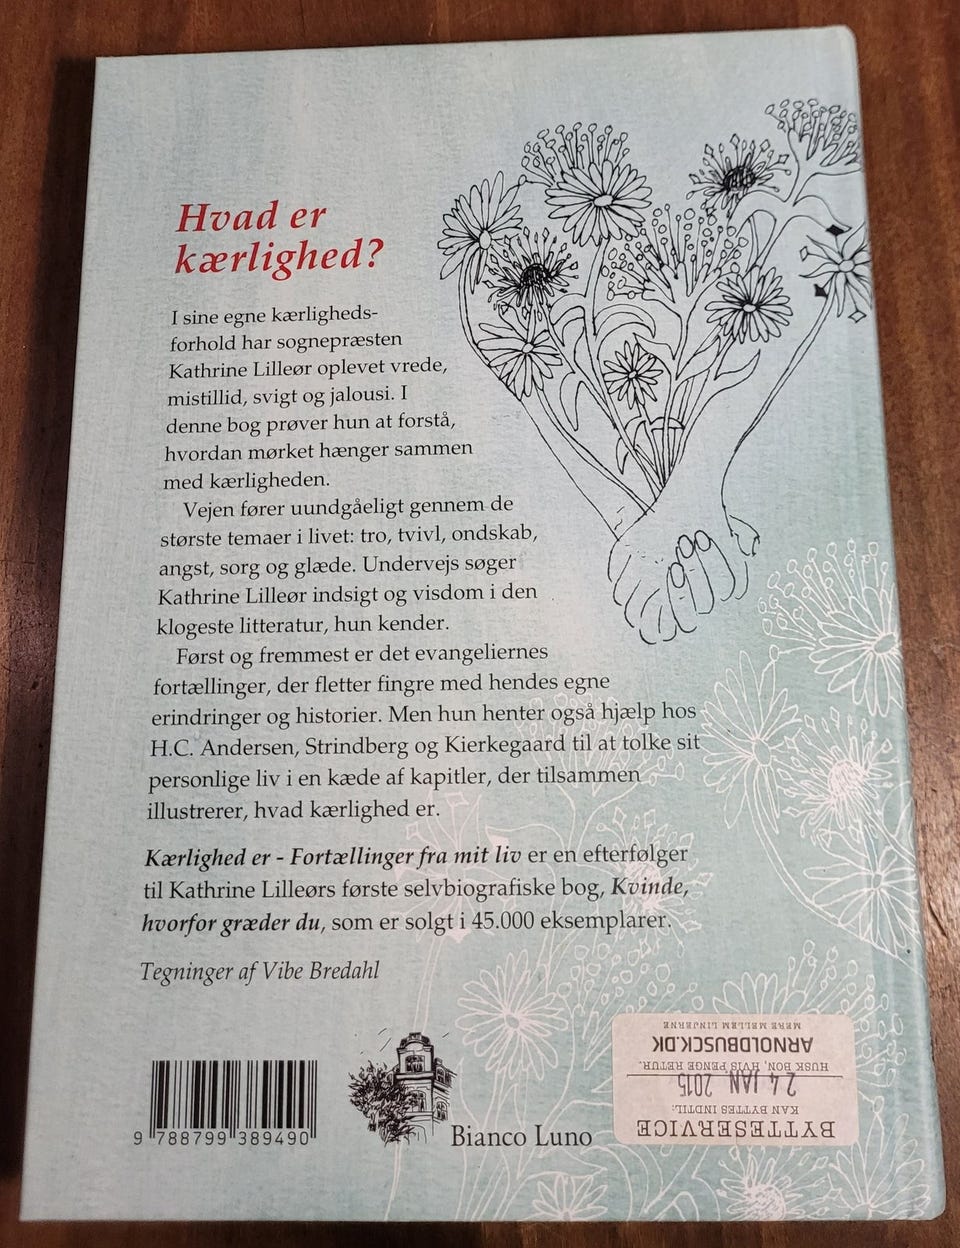 Hvad er
kærlighed?
I sine egne kærligheds-
forhold har sognepræsten
Kathrine Lilleør oplevet vrede,
mistillid, svigt og jalousi. I
denne bog prøver hun at forstå,
hvordan mørket hænger sammen
med kærligheden.
Vejen fører uundgåeligt gennem de
største temaer i livet: tro, tvivl, ondskab,
angst, sorg og glæde. Undervejs søger
Kathrine Lilleør indsigt og visdom i den
klogeste litteratur, hun kender.
Først og fremmest er det evangeliernes
fortællinger, der fletter fingre med hendes egne
erindringer og historier. Men hun henter også hjælp hos
H.C. Andersen, Strindberg og Kierkegaard til at tolke sit
personlige liv i en kæde af kapitler, der tilsammen
illustrerer, hvad kærlighed er.
Kærlighed er - Fortællinger fra mit liv er en efterfølger
til Kathrine Lilleørs første selvbiografiske bog, Kvinde,
hvorfor græder du, som er solgt i 45.000 eksemplarer.
Tegninger af Vibe Bredahl
9 788799 389490
Bianco Luno
BYTTESERVICE
KAN BYTTES INDTIL:
24 JAN 2015
HUSK BON, HVIS PENGE RETUR.
ARNOLDBUSCK.DK
MERE MELLEM LINJERNE